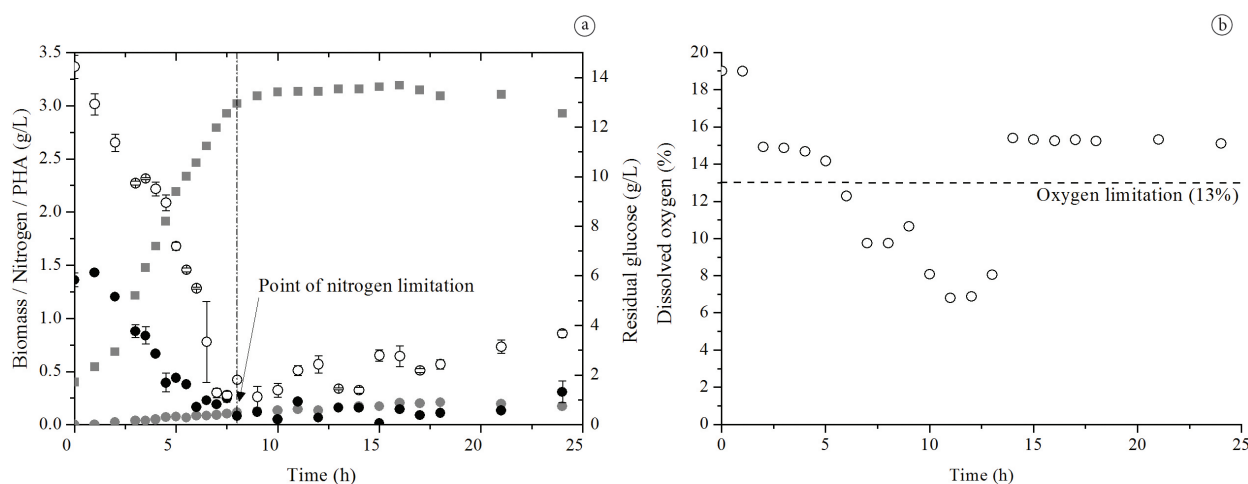 a
3.5
3.0
2.5
2.0
1.5
1.0
0.5
0.0
Biomass / Nitrogen / PHA (g/L)
0 5 10 15 20 25
Time (h)
14
12
10
8
6
4
2
0
Residual glucose (g/L)
Point of nitrogen limitation
b
20
18
16
14
12
10
8
6
4
2
0
Dissolved oxygen (%)
0 5 10 15 20 25
Time (h)
Oxygen limitation (13%)